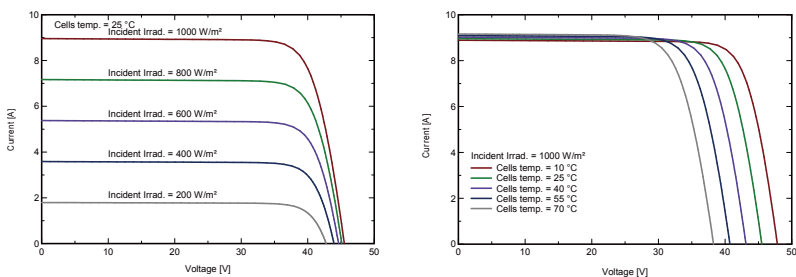 Cells temp. = 25 °C
Incident Irrad. = 1000 W/m²
Incident Irrad. = 800 W/m²
Incident Irrad. = 600 W/m²
Incident Irrad. = 400 W/m²
Incident Irrad. = 200 W/m²
10
8
6
4
2
0
Current [A]
0 10 20 30 40 50
Voltage [V]
10
8
6
4
2
0
Current [A]
Incident Irrad. = 1000 W/m²
Cells temp. = 10 °C
Cells temp. = 25 °C
Cells temp. = 40 °C
Cells temp. = 55 °C
Cells temp. = 70 °C
0 10 20 30 40 50
Voltage [V]